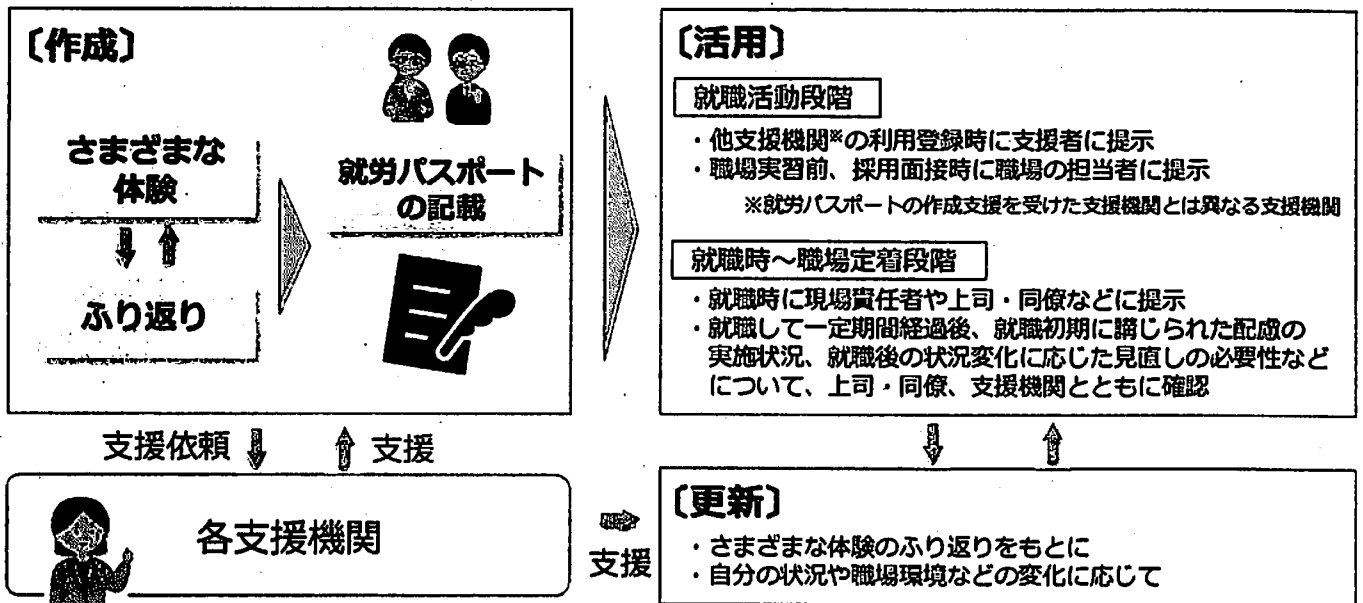 〔作成〕
さまざまな
体験
ふり返り
就労パスポート
の記載
〔活用〕
就職活動段階
・他支援機関※の利用登録時に支援者に提示
・職場実習前、採用面接時に職場の担当者に提示
※就労パスポートの作成支援を受けた支援機関とは異なる支援機関
就職時～職場定着段階
・就職時に現場責任者や上司・同僚などに提示
・就職して一定期間経過後、就職初期に講じられた配慮の
実施状況、就職後の状況変化に応じた見直しの必要性など
について、上司・同僚、支援機関とともに確認
支援依頼
支援
各支援機関
支援
〔更新〕
・さまざまな体験のふり返りをもとに
・自分の状況や職場環境などの変化に応じて